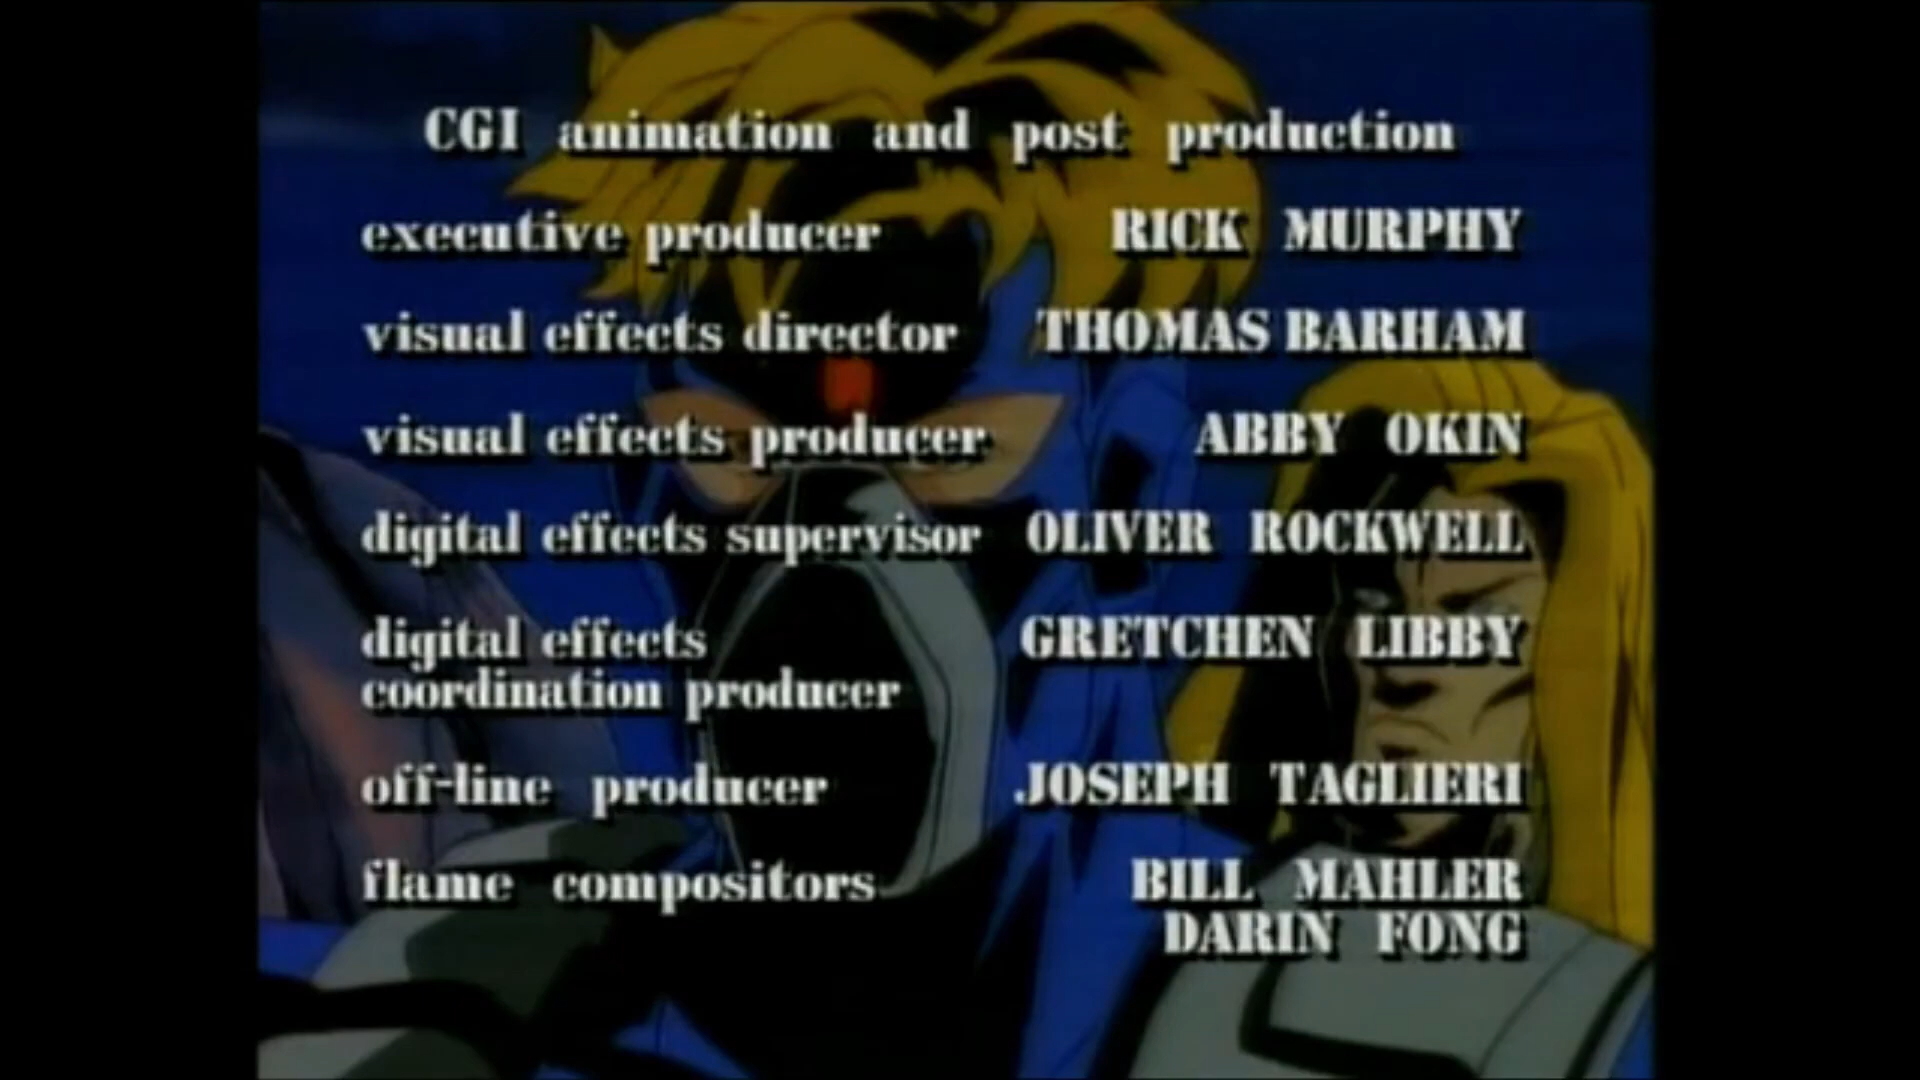 CGI animation and post production
executive producer RICK MURPHY
visual effects director THOMAS BARHAM
visual effects producer ABBY OKIN
digital effects supervisor OLIVER ROCKWELL
digital effects GRETCHEN LIBBY
coordination producer
off-line producer JOSEPH TAGLIERI
flame compositors BILL MAHLER
DARIN FONG